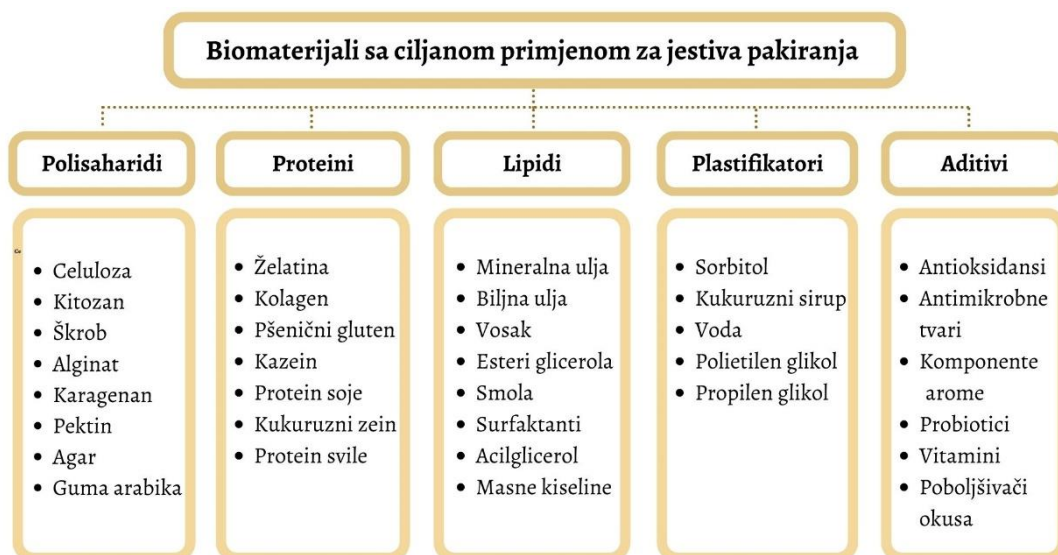 Biomaterijali sa ciljanom primjenom za jestiva pakiranja
Polisaharidi
Celuloza
Kitozan
Škrob
Alginat
Karagenan
Pektin
Agar
Guma arabika
Proteini
Želatina
Kolagen
Pšenični gluten
Kazein
Protein soje
Kukuruzni zein
Protein svile
Lipidi
Mineralna ulja
Biljna ulja
Vosak
Esteri glicerola
Smola
Surfaktanti
Acilglicerol
Masne kiseline
Plastifikatori
Sorbitol
Kukuruzni sirup
Voda
Polietilen glikol
Propilen glikol
Aditivi
Antioksidansi
Antimikrobne
tvari
Komponente
arome
Probiotici
Vitamini
Poboljšivači
okusa